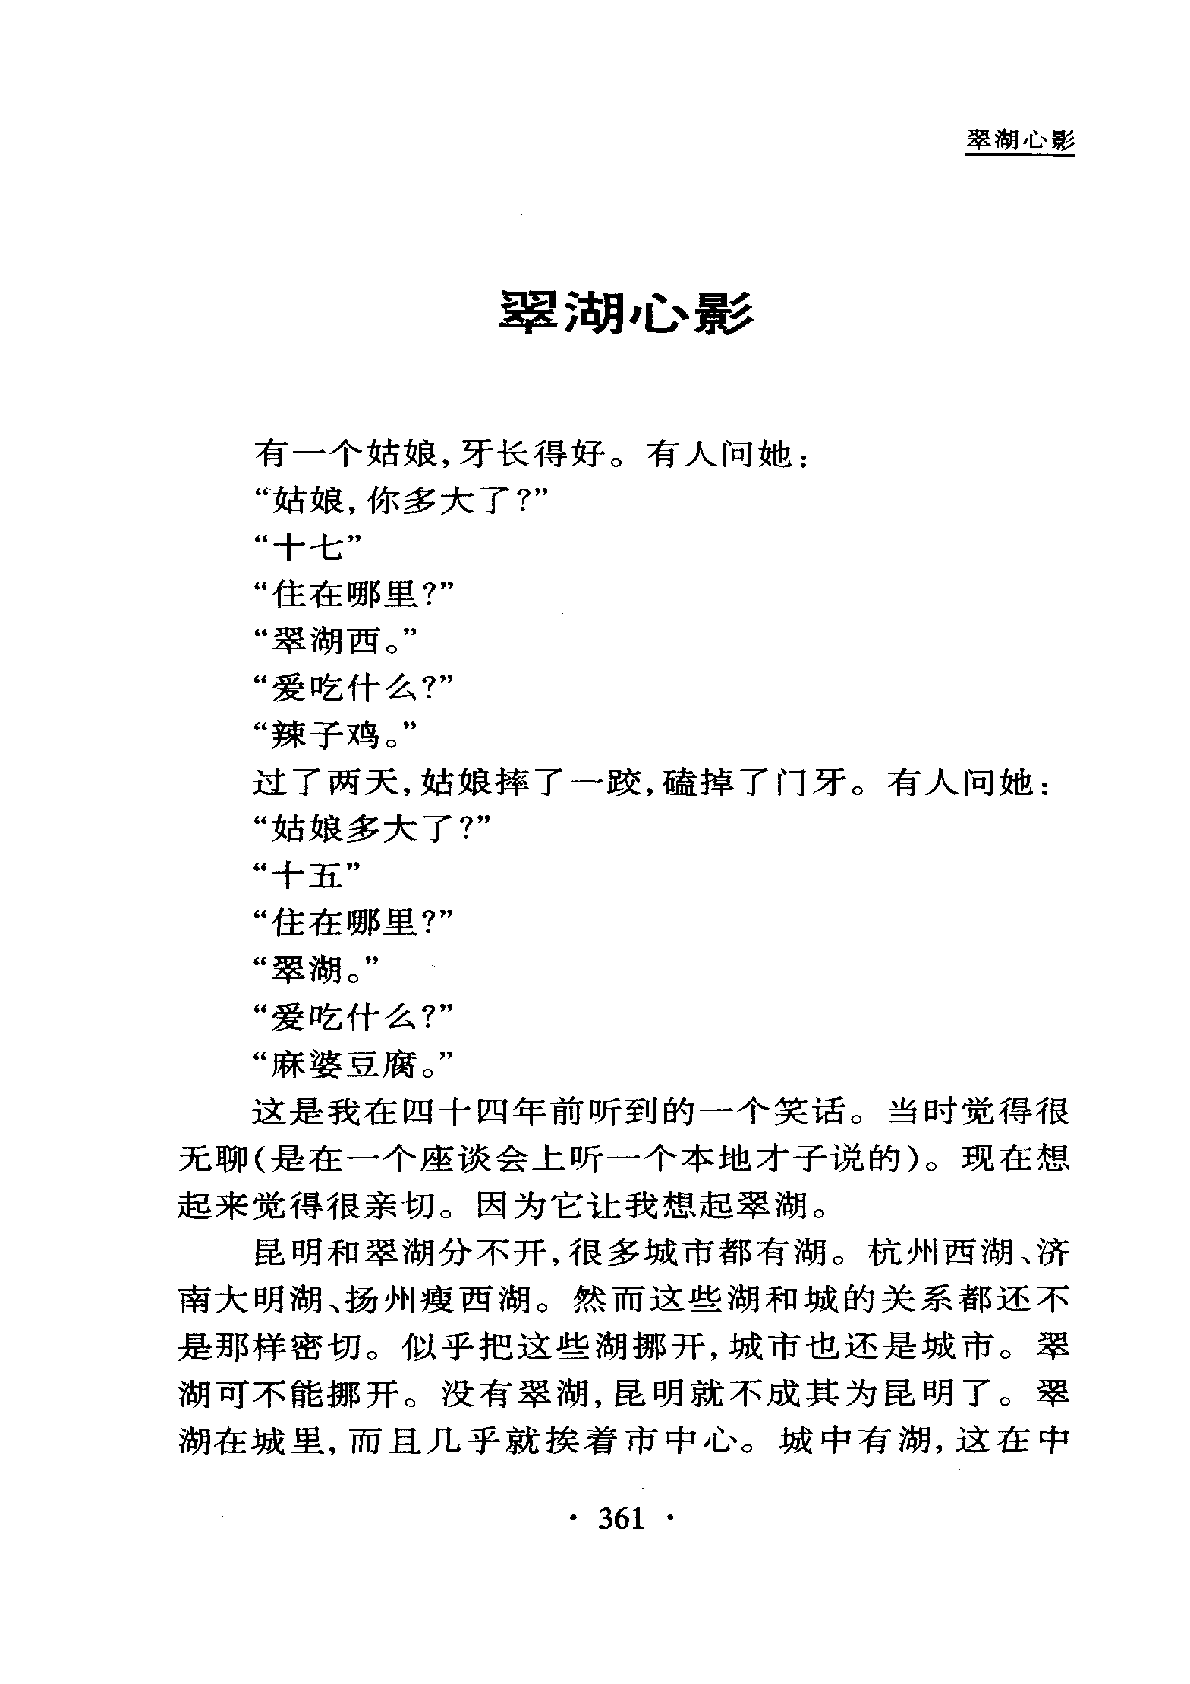 翠湖心影
翠湖心影
有一个姑娘,牙长得好。有人问她:
“姑娘,你多大了?”
“十七”
“住在哪里?”
“翠湖西。”
“爱吃什么?”
“辣子鸡。”
过了两天,姑娘摔了一跤,磕掉了门牙。有人问她:
“姑娘多大了?”
“十五”
“住在哪里?”
“翠湖。”
“爱吃什么?”
“麻婆豆腐。”
这是我在四十四年前听到的一个笑话。当时觉得很
无聊(是在一个座谈会上听一个本地才子说的)。现在想
起来觉得很亲切。因为它让我想起翠湖。
昆明和翠湖分不开,很多城市都有湖。杭州西湖、济
南大明湖、扬州瘦西湖。然而这些湖和城的关系都还不
是那样密切。似乎把这些湖挪开,城市也还是城市。翠
湖可不能挪开。没有翠湖,昆明就不成其为昆明了。翠
湖在城里,而且几乎就挨着市中心。城中有湖,这在中
· 361 ·